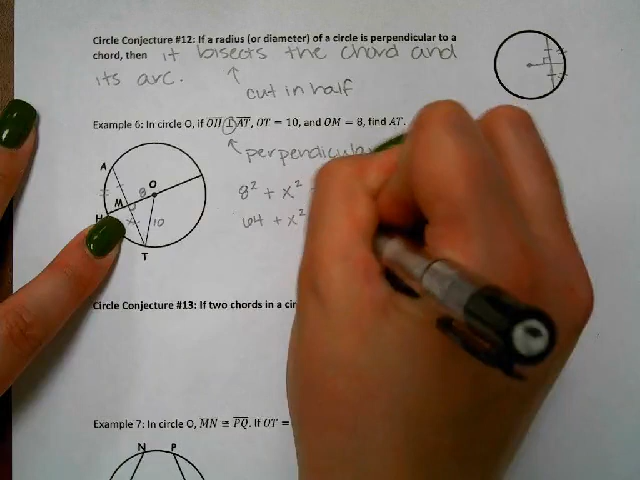 Circle Conjecture #12: If a radius (or diameter) of a circle is perpendicular to a
chord, then it bisects the chord and
its arc.
cut in half
Example 6: In circle O, if OH ⊥ AT, OT = 10, and OM = 8, find AT.
perpendicular
A
O
8
8² + x²
M
H
x
10
64 + x²
T
Circle Conjecture #13: If two chords in a cir
Example 7: In circle O, MN ≅ PQ. If OT =
N P